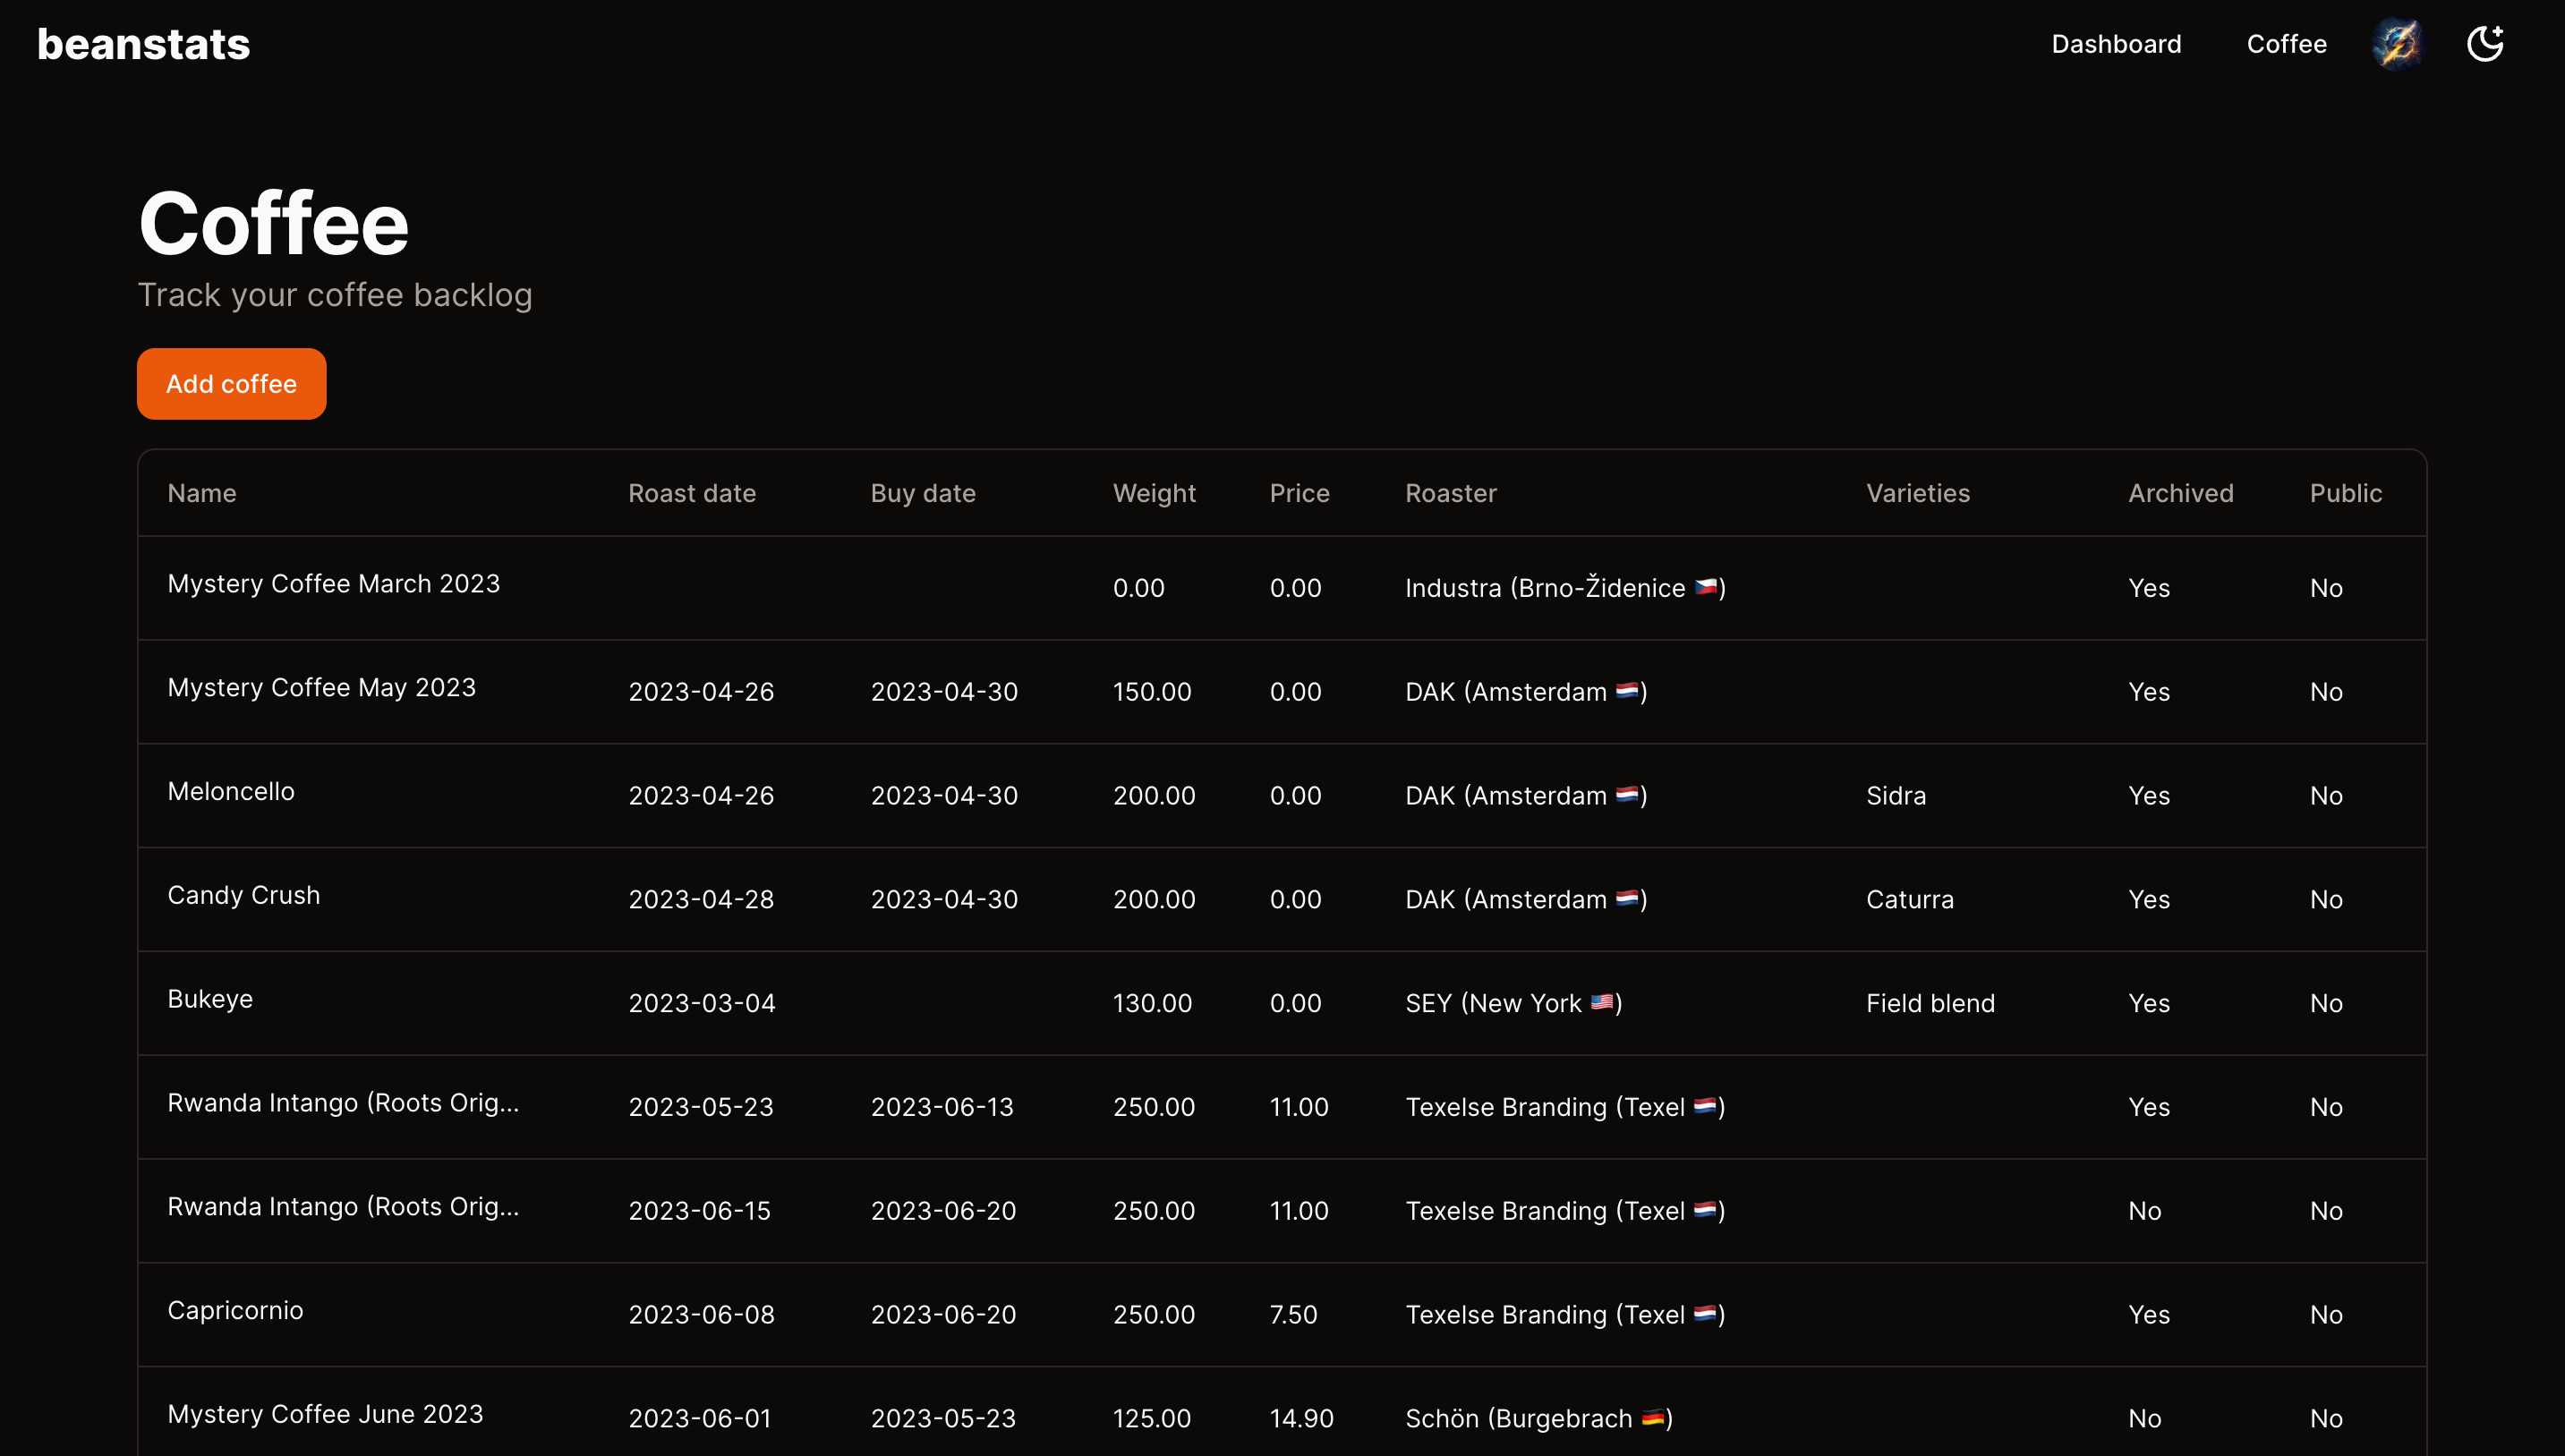 beanstats Dashboard Coffee
Coffee
Track your coffee backlog
Add coffee
Name Roast date Buy date Weight Price Roaster Varieties Archived Public
Mystery Coffee March 2023 0.00 0.00 Industra (Brno-Židenice 🇨🇿) Yes No
Mystery Coffee May 2023 2023-04-26 2023-04-30 150.00 0.00 DAK (Amsterdam 🇳🇱) Yes No
Meloncello 2023-04-26 2023-04-30 200.00 0.00 DAK (Amsterdam 🇳🇱) Sidra Yes No
Candy Crush 2023-04-28 2023-04-30 200.00 0.00 DAK (Amsterdam 🇳🇱) Caturra Yes No
Bukeye 2023-03-04 130.00 0.00 SEY (New York 🇺🇸) Field blend Yes No
Rwanda Intango (Roots Orig... 2023-05-23 2023-06-13 250.00 11.00 Texelse Branding (Texel 🇳🇱) Yes No
Rwanda Intango (Roots Orig... 2023-06-15 2023-06-20 250.00 11.00 Texelse Branding (Texel 🇳🇱) No No
Capricornio 2023-06-08 2023-06-20 250.00 7.50 Texelse Branding (Texel 🇳🇱) Yes No
Mystery Coffee June 2023 2023-06-01 2023-05-23 125.00 14.90 Schön (Burgebrach 🇩🇪) No No